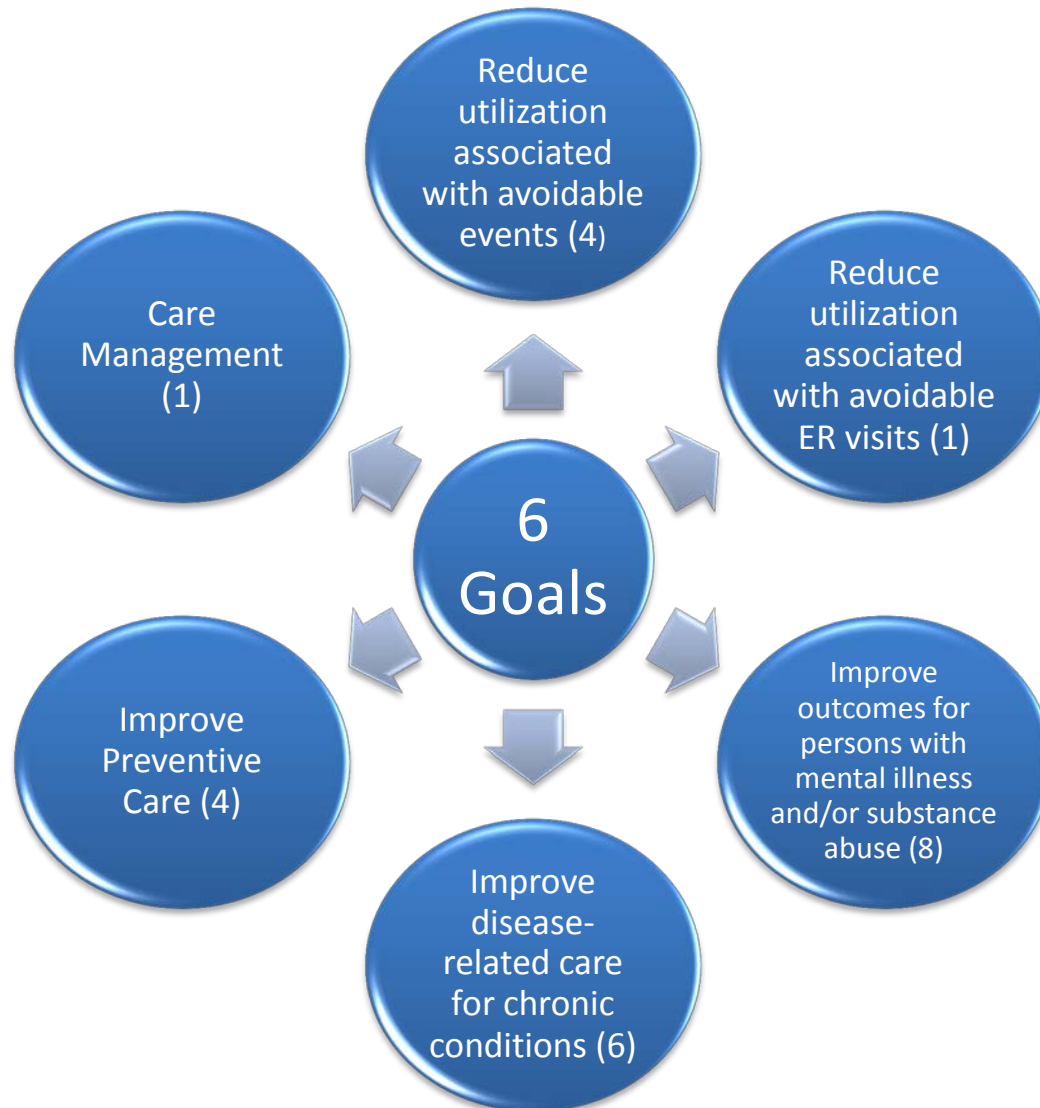 Reduce
utilization
associated
with avoidable
events (4)
Reduce
utilization
associated
with avoidable
ER visits (1)
Improve
outcomes for
persons with
mental illness
and/or substance
abuse (8)
Improve
disease-
related care
for chronic
conditions (6)
Improve
Preventive
Care (4)
Care
Management
(1)
6
Goals